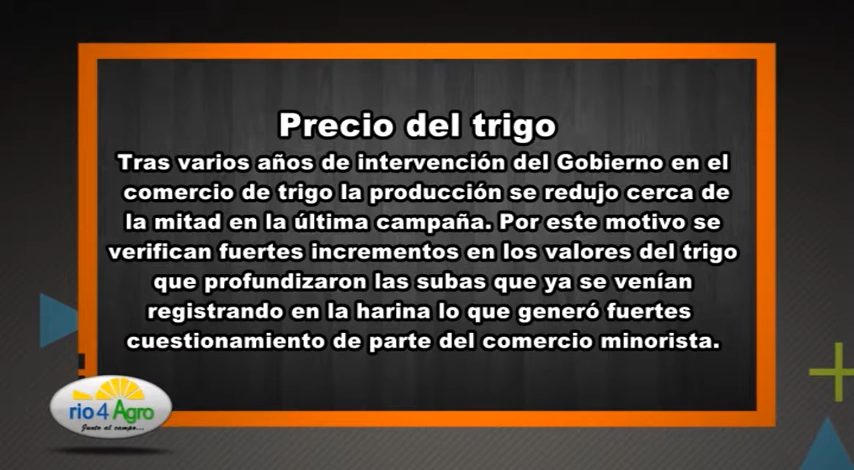 Precio del trigo
Tras varios años de intervención del Gobierno en el
comercio de trigo la producción se redujo cerca de
la mitad en la última campaña. Por este motivo se
verifican fuertes incrementos en los valores del trigo
que profundizaron las subas que ya se venían
registrando en la harina lo que generó fuertes
cuestionamiento de parte del comercio minorista.
rio 4 Agro
Junto al campo...